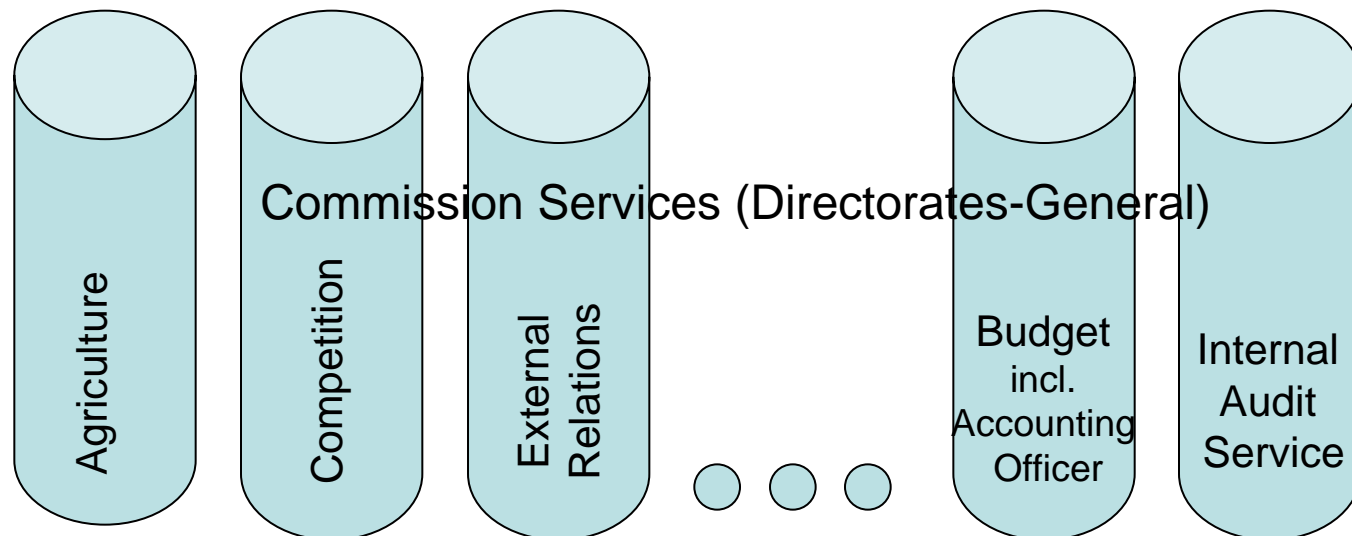 Commission Services (Directorates-General)
Agriculture
Competition
External
Relations
Budget
incl.
Accounting
Officer
Internal
Audit
Service